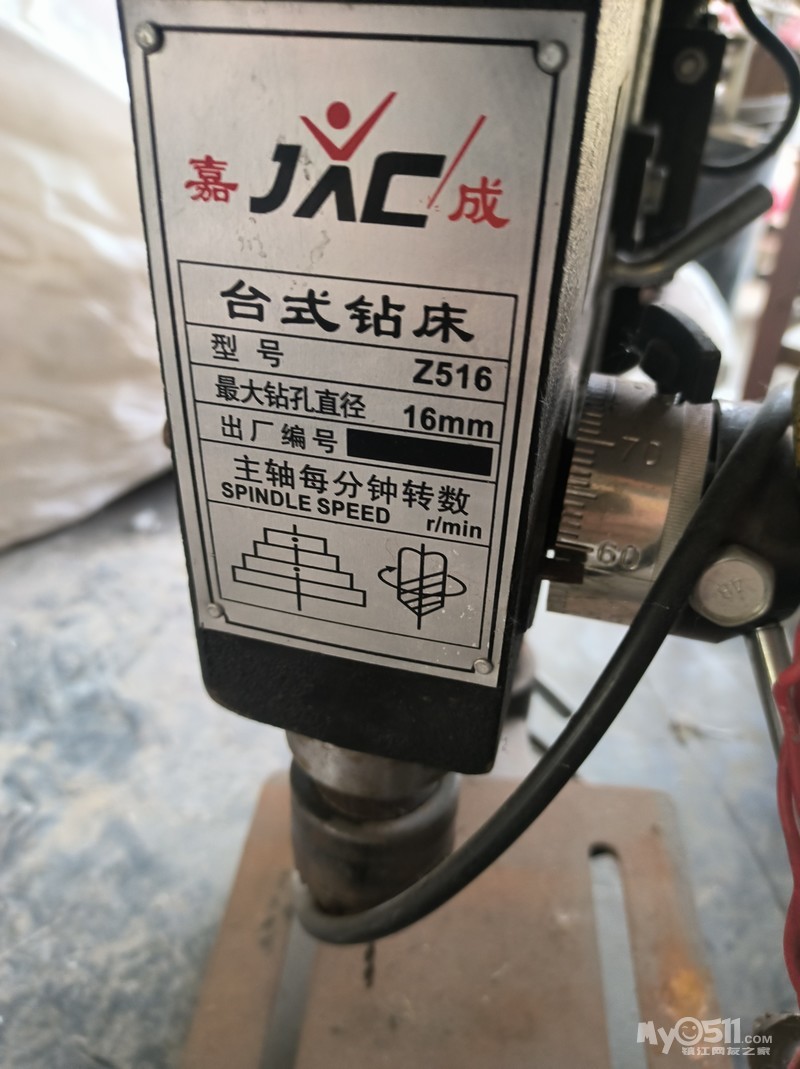 嘉 JAC 成
台式钻床
型号 Z516
最大钻孔直径 16mm
出厂编号
主轴每分钟转数
SPINDLE SPEED r/min
70
60
My0511.COM
镇江网友之家